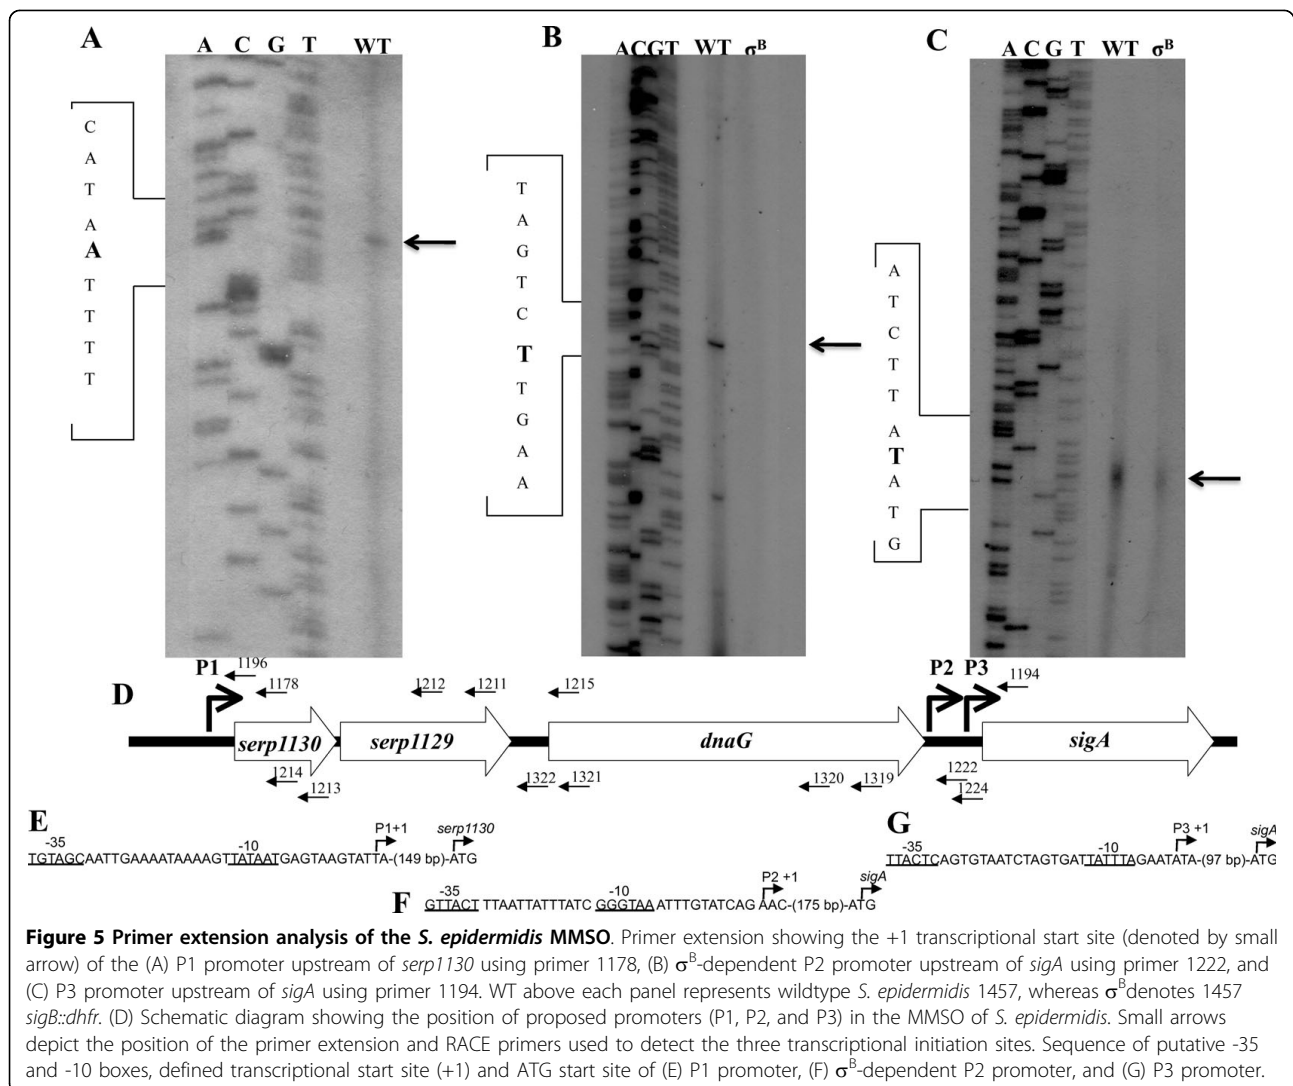 A
A C G T WT
C
A
T
A
A
T
T
T
T
B
ACGT WT σB
T
A
G
T
C
T
T
G
A
A
C
A C G T WT σB
A
T
C
T
T
A
T
A
T
G
D
P1
1196
1178
1212
1211
1215
P2 P3
1194
serp1130
serp1129
dnaG
sigA
1214
1213
1322
1321
1320
1319
1222
1224
E
-35 -10 P1+1 serp1130
TGTAGCAATTGAAAATAAAAGTTATAATGAGTAAGTATTA-(149 bp)-ATG
G
-35 -10 P3 +1 sigA
TTACTCAGTGTAATCTAGTGATTATTTAGAATATA-(97 bp)-ATG
F
-35 -10 P2 +1 sigA
GTTACT TTAATTATTTATC GGGTAA ATTTGTATCAG AAC-(175 bp)-ATG
Figure 5 Primer extension analysis of the S. epidermidis MMSO. Primer extension showing the +1 transcriptional start site (denoted by small
arrow) of the (A) P1 promoter upstream of serp1130 using primer 1178, (B) σB-dependent P2 promoter upstream of sigA using primer 1222, and
(C) P3 promoter upstream of sigA using primer 1194. WT above each panel represents wildtype S. epidermidis 1457, whereas σBdenotes 1457
sigB::dhfr. (D) Schematic diagram showing the position of proposed promoters (P1, P2, and P3) in the MMSO of S. epidermidis. Small arrows
depict the position of the primer extension and RACE primers used to detect the three transcriptional initiation sites. Sequence of putative -35
and -10 boxes, defined transcriptional start site (+1) and ATG start site of (E) P1 promoter, (F) σB-dependent P2 promoter, and (G) P3 promoter.